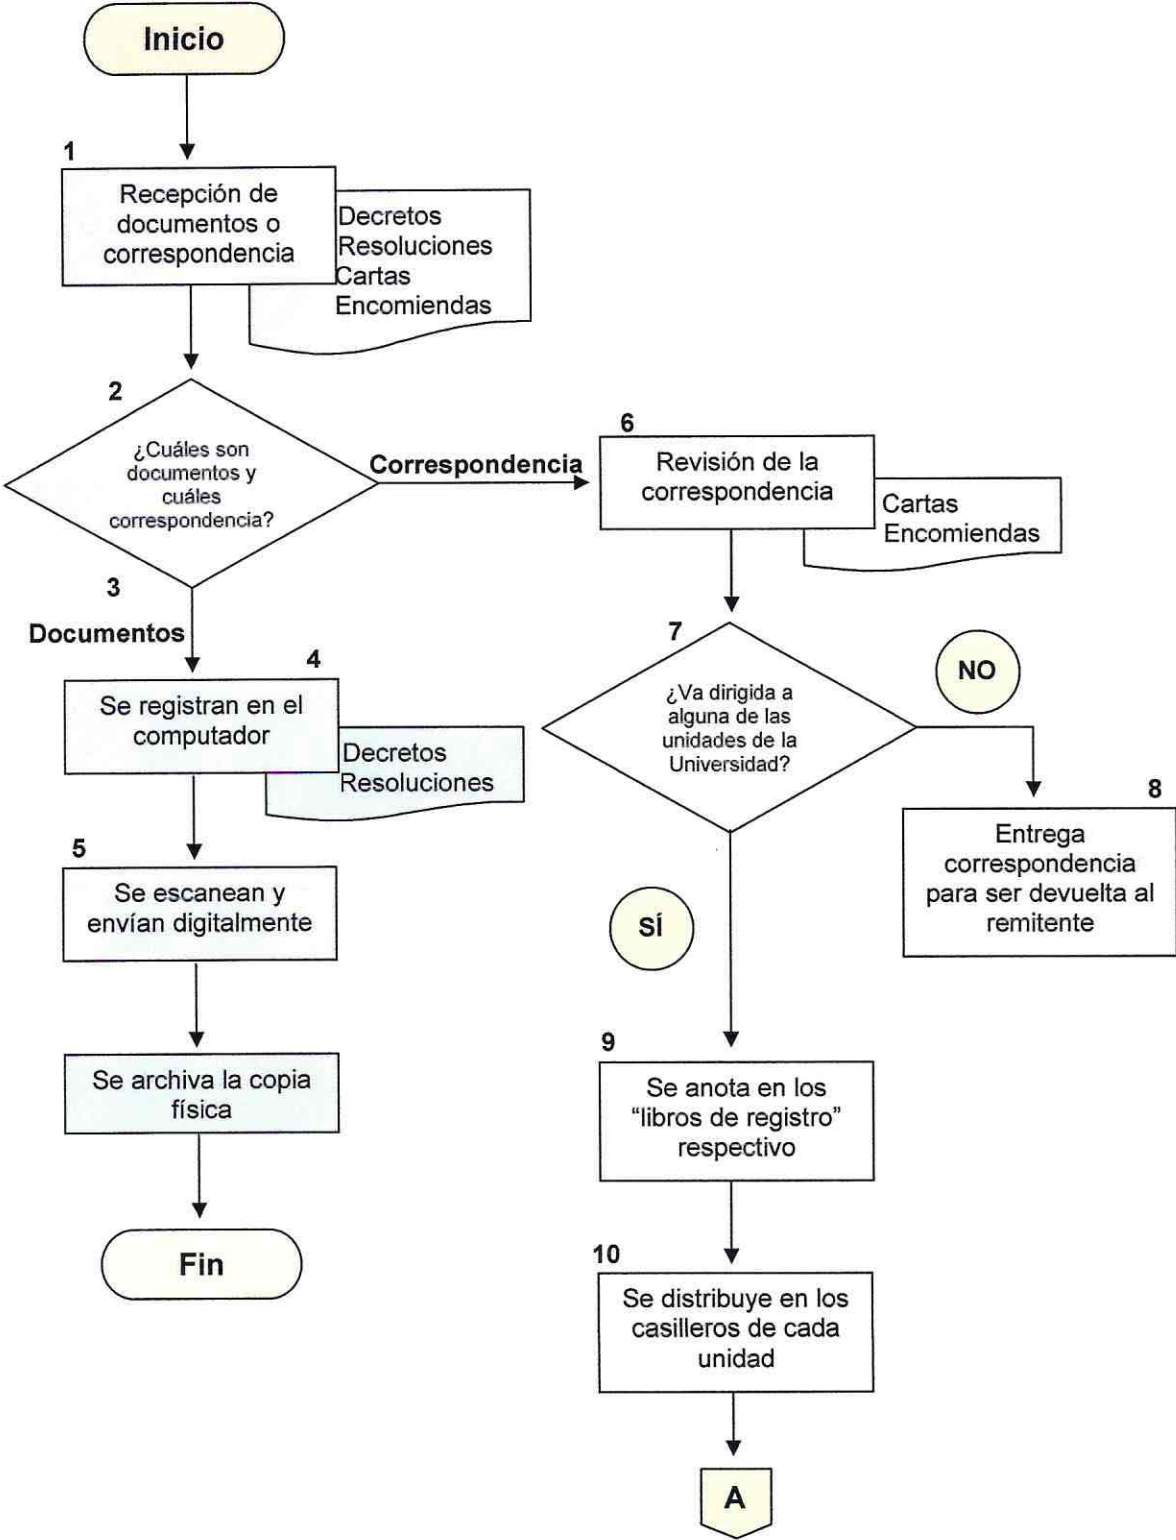 Inicio
1
Recepción de
documentos o
correspondencia
Decretos
Resoluciones
Cartas
Encomiendas
2
¿Cuáles son
documentos y
cuáles
correspondencia?
Correspondencia
3
Documentos
4
Se registran en el
computador
Decretos
Resoluciones
5
Se escanean y
envían digitalmente
Se archiva la copia
física
Fin
6
Revisión de la
correspondencia
Cartas
Encomiendas
7
¿Va dirigida a
alguna de las
unidades de la
Universidad?
NO
8
Entrega
correspondencia
para ser devuelta al
remitente
SÍ
9
Se anota en los
“libros de registro”
respectivo
10
Se distribuye en los
casilleros de cada
unidad
A